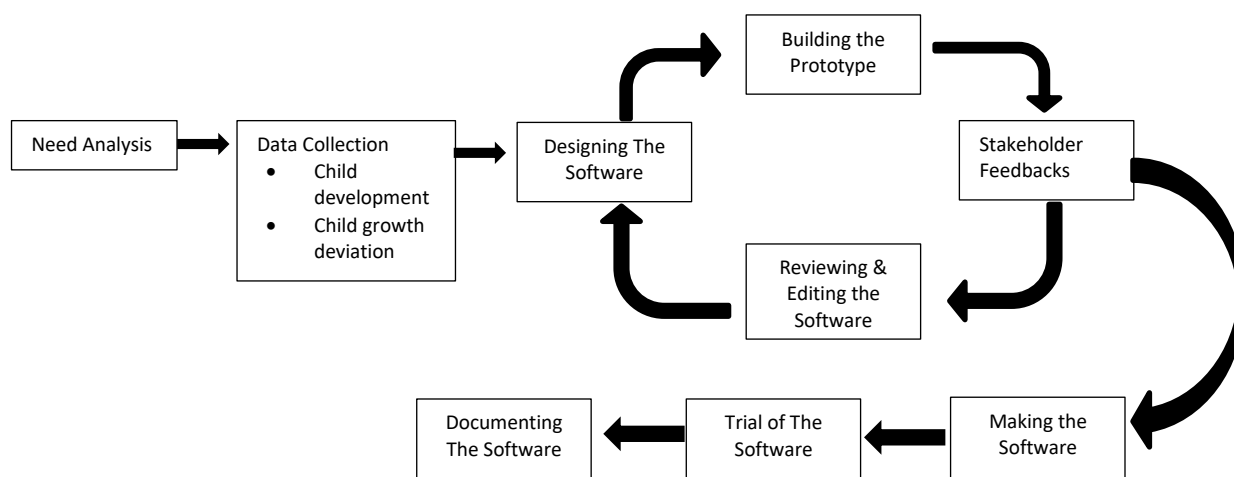 Need Analysis
Data Collection
• Child
development
• Child growth
deviation
Designing The
Software
Building the
Prototype
Stakeholder
Feedbacks
Reviewing &
Editing the
Software
Making the
Software
Trial of The
Software
Documenting
The Software